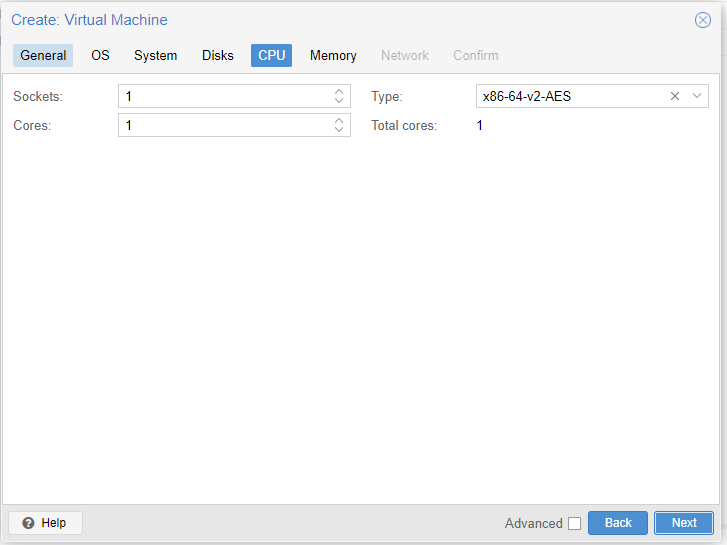 Create: Virtual Machine
General OS System Disks CPU Memory Network Confirm
Sockets: 1 Type: x86-64-v2-AES
Cores: 1 Total cores: 1
Help Advanced Back Next